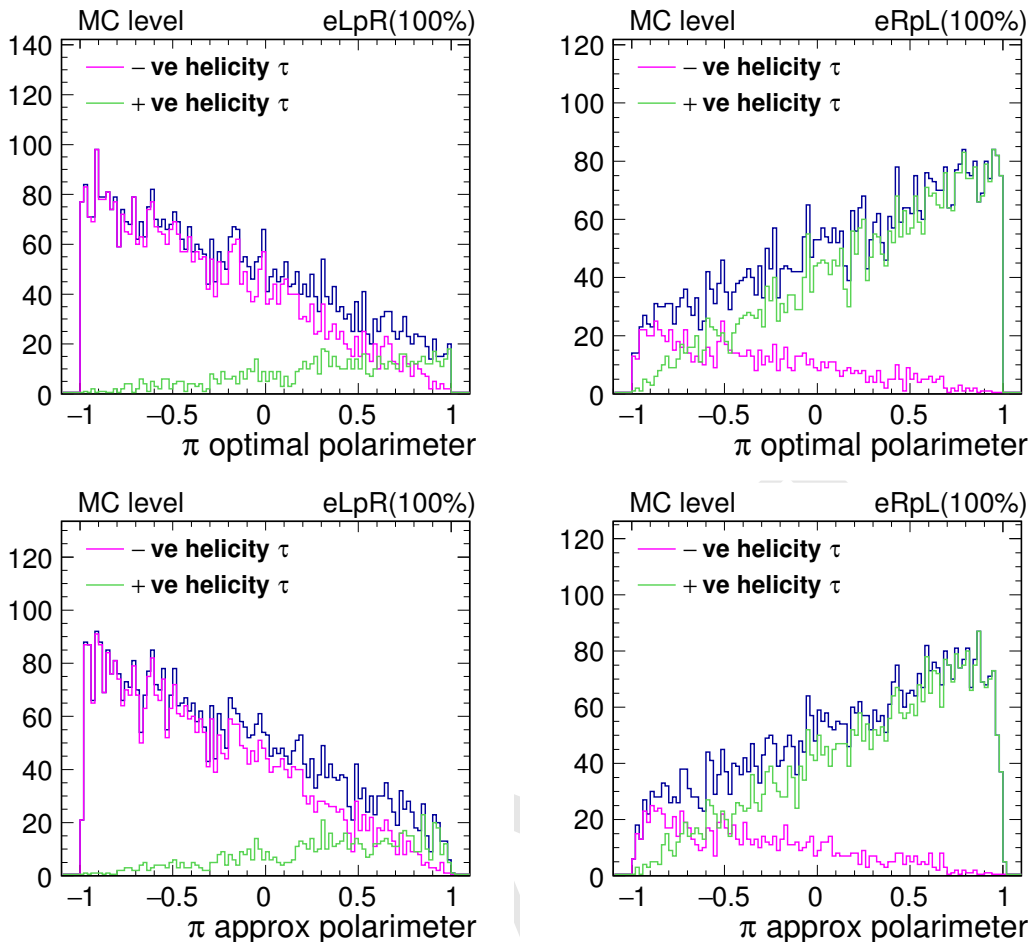 MC level eLpR(100%)
140
120
100
80
60
40
20
0
− ve helicity τ
+ ve helicity τ
−1 −0.5 0 0.5 1
π optimal polarimeter
MC level eRpL(100%)
120
100
80
60
40
20
0
− ve helicity τ
+ ve helicity τ
−1 −0.5 0 0.5 1
π optimal polarimeter
MC level eLpR(100%)
120
100
80
60
40
20
0
− ve helicity τ
+ ve helicity τ
−1 −0.5 0 0.5 1
π approx polarimeter
MC level eRpL(100%)
120
100
80
60
40
20
0
− ve helicity τ
+ ve helicity τ
−1 −0.5 0 0.5 1
π approx polarimeter